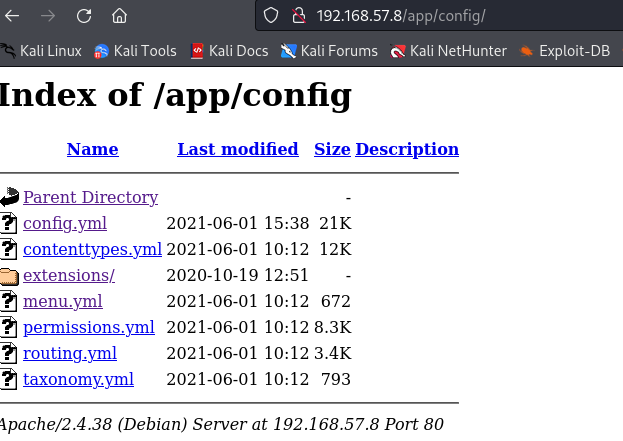 192.168.57.8/app/config/
Kali Linux Kali Tools Kali Docs Kali Forums Kali NetHunter Exploit-DB
Index of /app/config
Name Last modified Size Description
Parent Directory -
config.yml 2021-06-01 15:38 21K
contenttypes.yml 2021-06-01 10:12 12K
extensions/ 2020-10-19 12:51 -
menu.yml 2021-06-01 10:12 672
permissions.yml 2021-06-01 10:12 8.3K
routing.yml 2021-06-01 10:12 3.4K
taxonomy.yml 2021-06-01 10:12 793
Apache/2.4.38 (Debian) Server at 192.168.57.8 Port 80